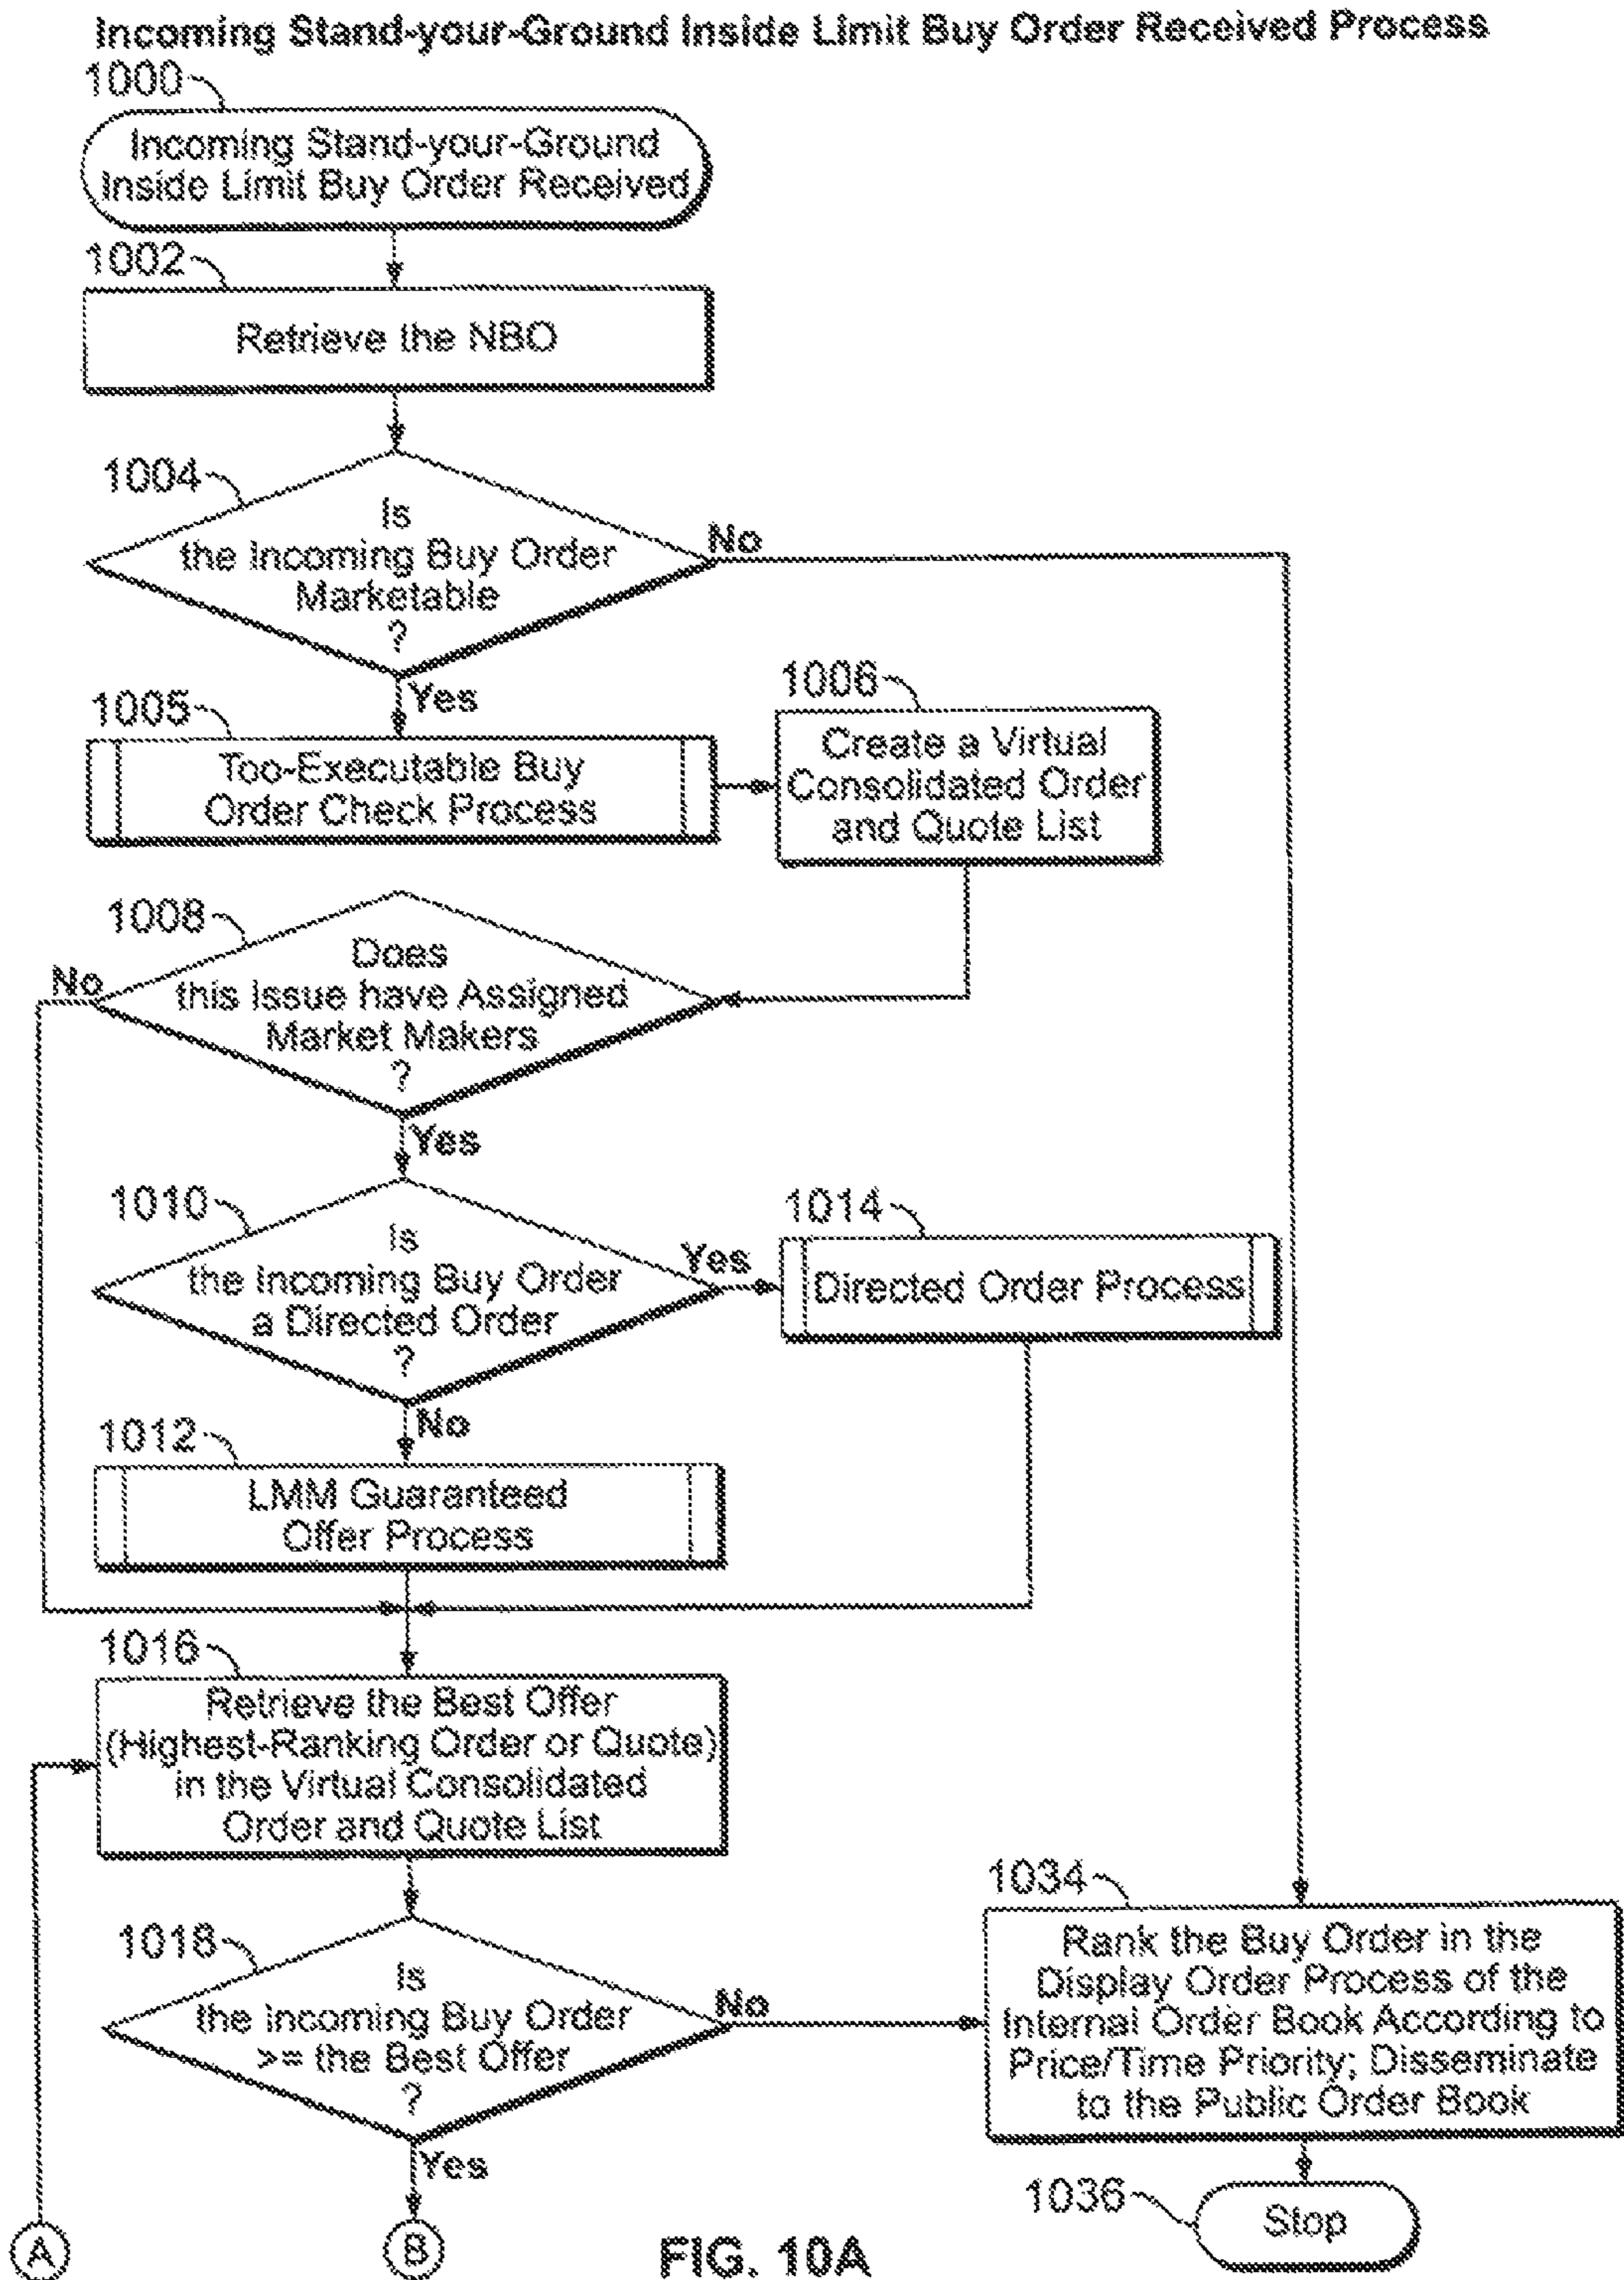 Incoming Stand-your-Ground Inside Limit Buy Order Received Process
1000
Incoming Stand-your-Ground
Inside Limit Buy Order Received
1002
Retrieve the NBO
1004
Is
the Incoming Buy Order
Marketable
?
No
Yes
1005
Too-Executable Buy
Order Check Process
1006
Create a Virtual
Consolidated Order
and Quote List
1008
Does
this Issue have Assigned
Market Makers
?
No
Yes
1010
Is
the Incoming Buy Order
a Directed Order
?
Yes
1014
Directed Order Process
No
1012
LMM Guaranteed
Offer Process
1016
Retrieve the Best Offer
(Highest-Ranking Order or Quote)
in the Virtual Consolidated
Order and Quote List
1018
Is
the incoming Buy Order
>= the Best Offer
?
No
Yes
1034
Rank the Buy Order in the
Display Order Process of the
Internal Order Book According to
Price/Time Priority; Disseminate
to the Public Order Book
1036
Stop
A
B
FIG. 10A